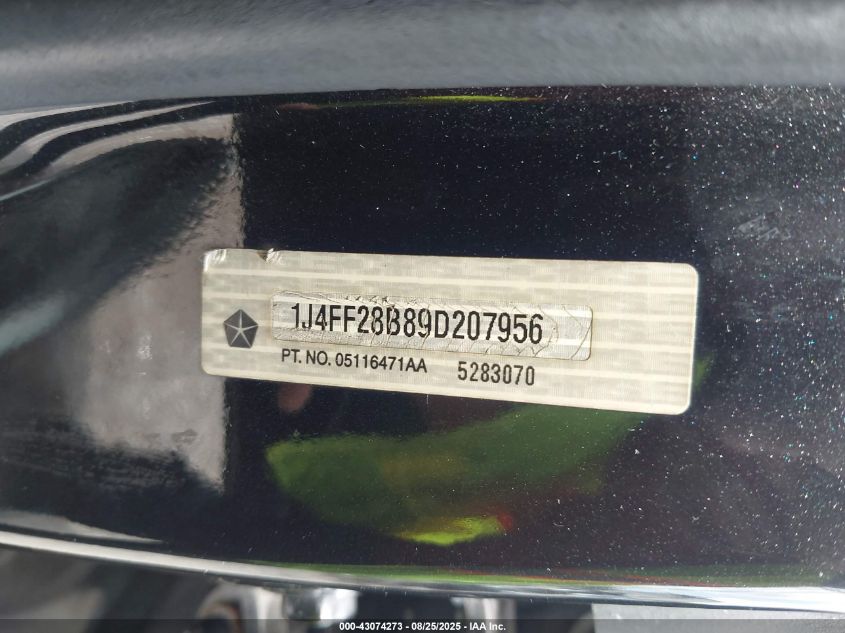 1J4FF28B89D207956
PT. NO. 05116471AA 5283070
000-43074273 - 08/25/2025 - IAA Inc.